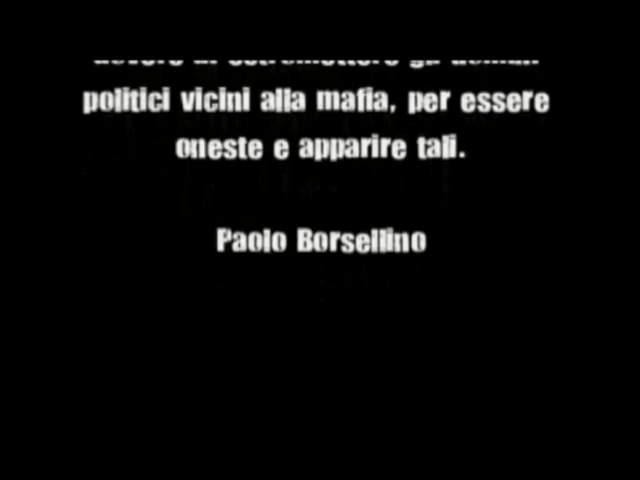 politici vicini alla mafia, per essere
oneste e apparire tali.
Paolo Borsellino